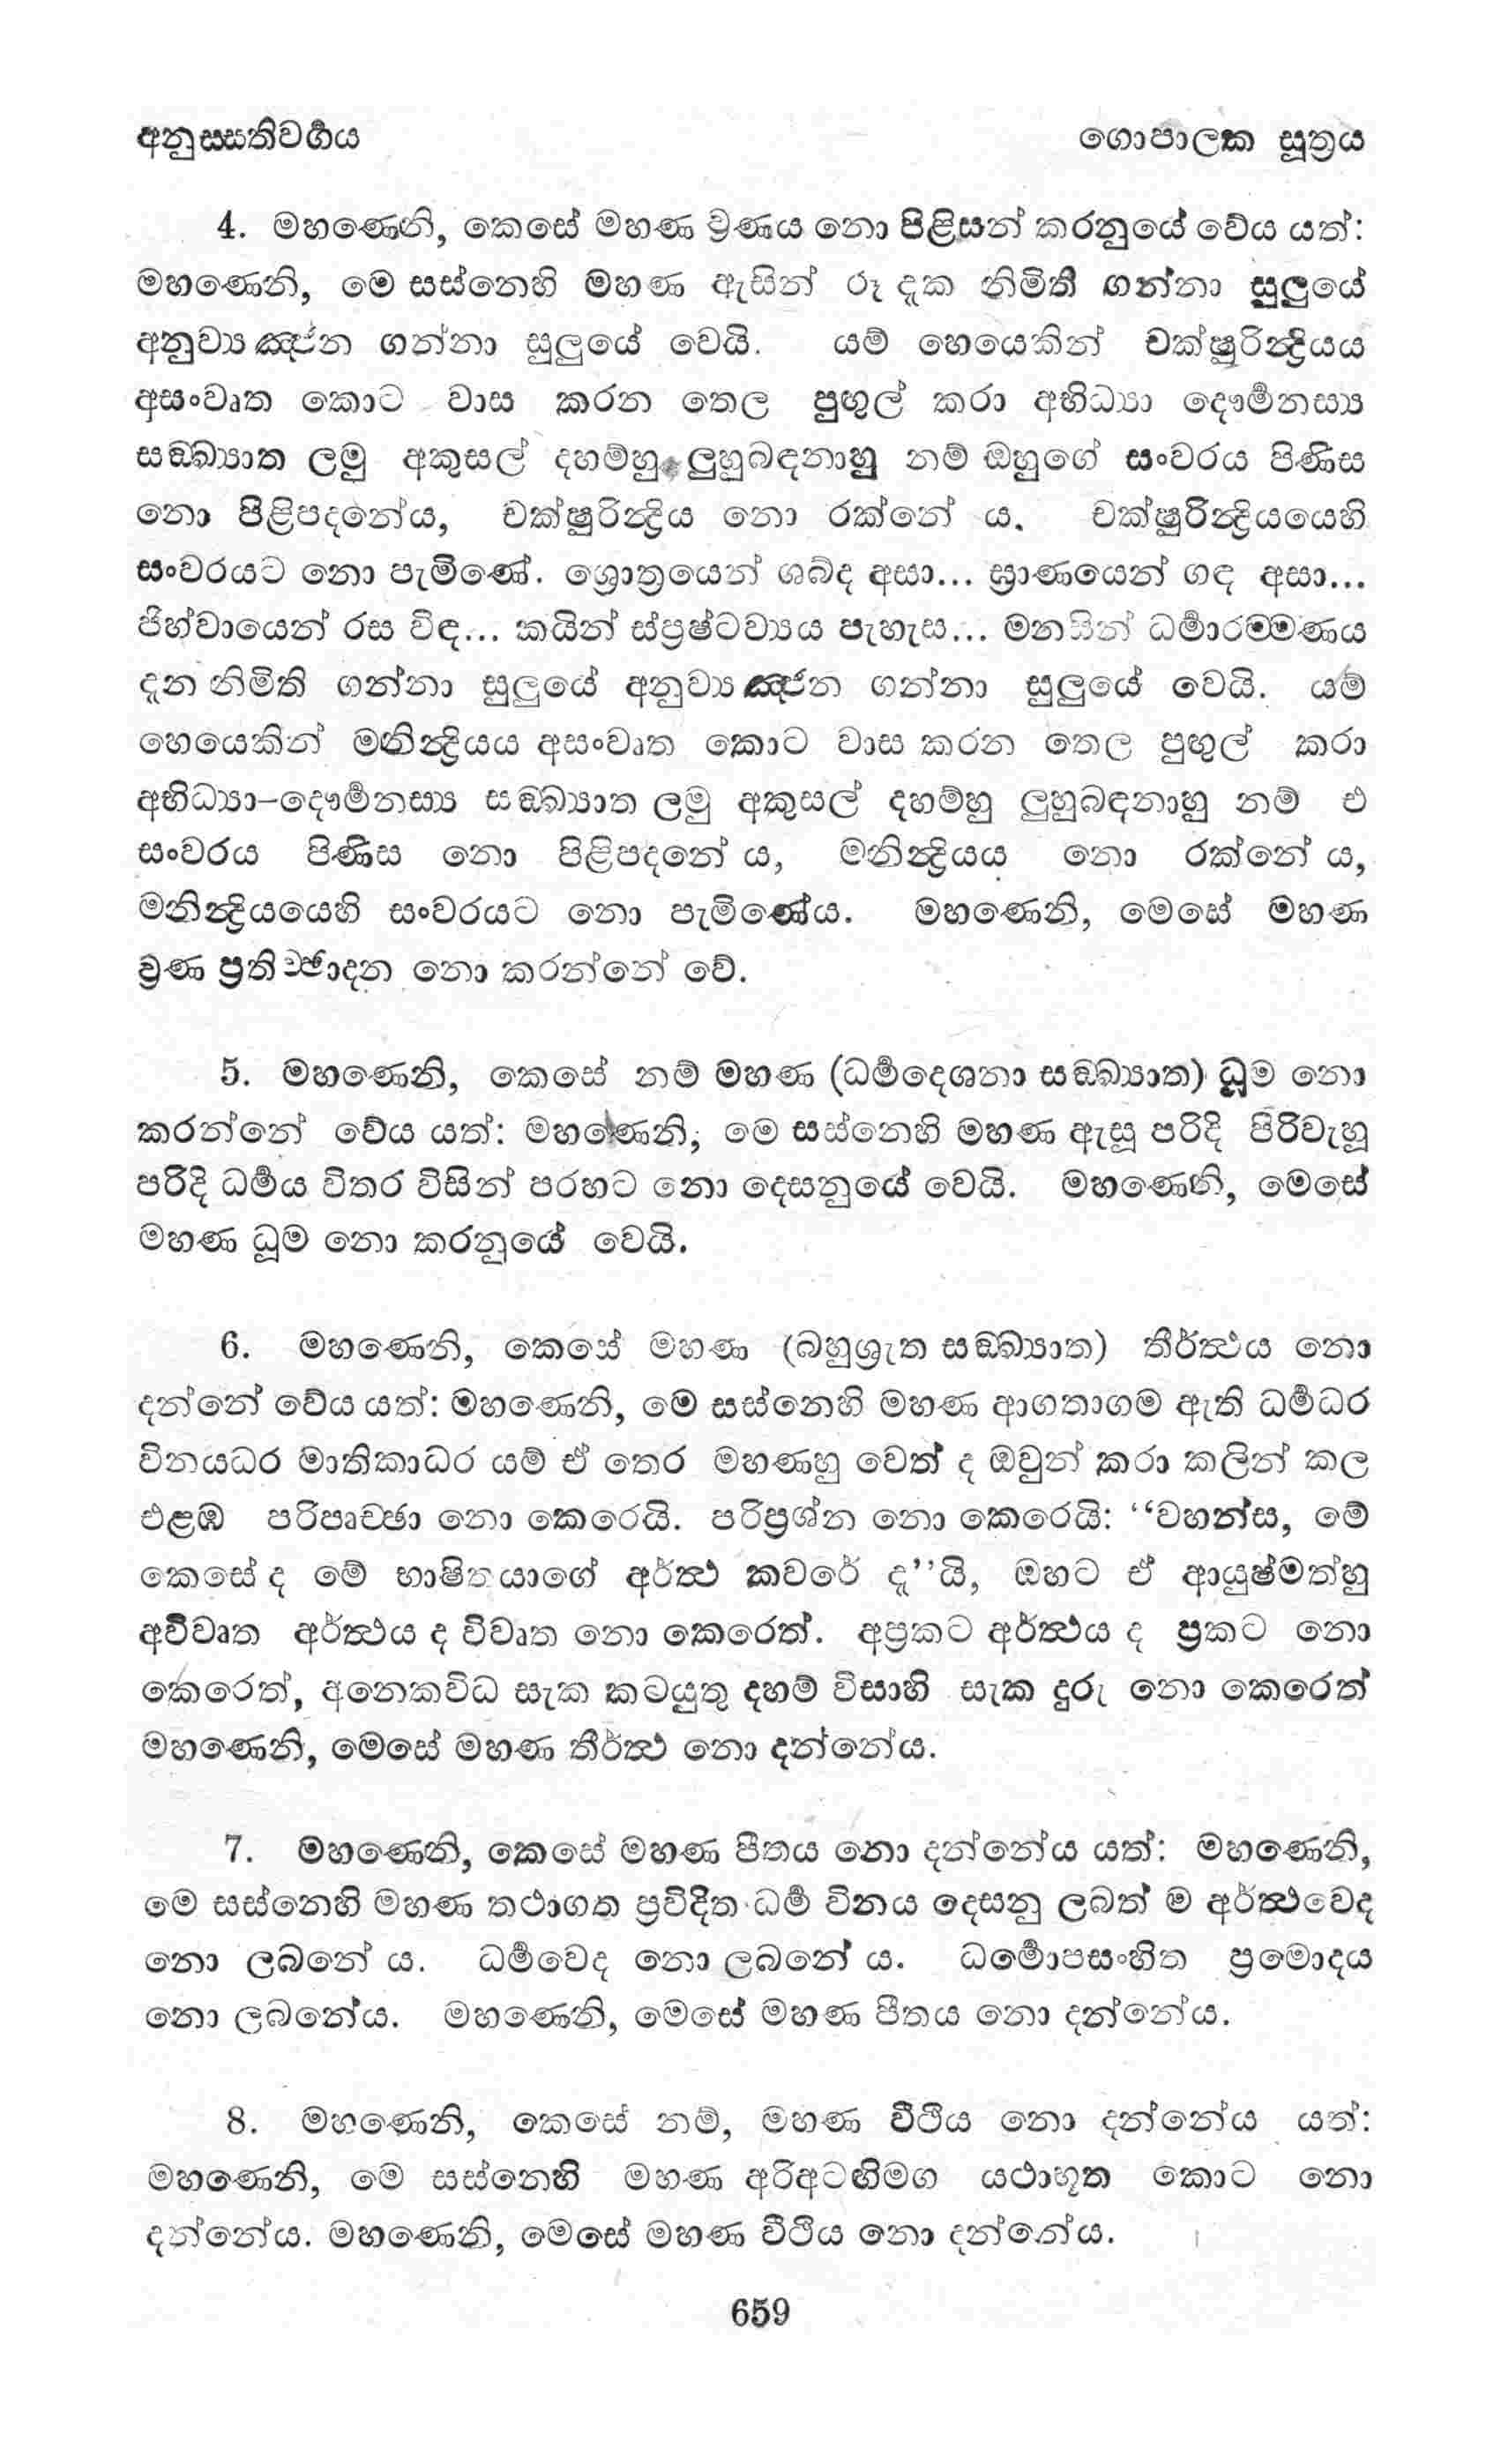 අනුස්සතිවර්‍ගය ගොපාලක සූත්‍රය
4. මහණෙනි, කෙසේ මහණ ව්‍රණය නො පිළිසන් කරනුයේ වේය යත්:
මහණෙනි, මෙ සස්නෙහි මහණ ඇසින් රූ දැක නිමිති ගන්නා සුලුයේ
අනුව්‍යඤ්ජන ගන්නා සුලුයේ වෙයි. යම් හෙයෙකින් චක්ෂුරින්‍ද්‍රියය
අසංවෘත කොට වාස කරන තෙල පුඟුල් කරා අභිධ්‍යා දෞර්‍මනස්‍ය
සඞ්ඛ්‍යාත ලමු අකුසල් දහම්හු ලුහුබඳනාහු නම් ඔහුගේ සංවරය පිණිස
නො පිළිපදනේය, චක්ෂුරින්‍ද්‍රිය නො රක්නේ ය. චක්ෂුරින්‍ද්‍රියයෙහි
සංවරයට නො පැමිණේ. ශ්‍රොත්‍රයෙන් ශබ්ද අසා... ඝ්‍රාණයෙන් ගඳ අසා...
ජිහ්වායෙන් රස විඳ... කයින් ස්ප්‍රෂ්ටව්‍යය පැහැස... මනසින් ධර්‍මාරම්මණය
දැන නිමිති ගන්නා සුලුයේ අනුව්‍යඤ්ජන ගන්නා සුලුයේ වෙයි. යම්
හෙයෙකින් මනින්‍ද්‍රියය අසංවෘත කොට වාස කරන තෙල පුඟුල් කරා
අභිධ්‍යා–දෞර්‍මනස්‍ය සඞ්ඛ්‍යාත ලමු අකුසල් දහම්හු ලුහුබඳනාහු නම් එ
සංවරය පිණිස නො පිළිපදනේ ය, මනින්‍ද්‍රියය නො රක්නේ ය,
මනින්‍ද්‍රියයෙහි සංවරයට නො පැමිණේය. මහණෙනි, මෙසේ මහණ
ව්‍රණ ප්‍රතිච්ඡාදන නො කරන්නේ වේ.
5. මහණෙනි, කෙසේ නම් මහණ (ධර්‍මදෙශනා සඞ්ඛ්‍යාත) ධූම නො
කරන්නේ වේය යත්: මහණෙනි, මෙ සස්නෙහි මහණ ඇසූ පරිදි පිරිවැහූ
පරිදි ධර්‍මය විතර විසින් පරහට නො දෙසනුයේ වෙයි. මහණෙනි, මෙසේ
මහණ ධූම නො කරනුයේ වෙයි.
6. මහණෙනි, කෙසේ මහණ (බහුශ්‍රැත සඞ්ඛ්‍යාත) තීර්ත්‍ථය නො
දන්නේ වේය යත්: මහණෙනි, මෙ සස්නෙහි මහණ ආගතාගම ඇති ධර්‍මධර
විනයධර මාතිකාධර යම් ඒ තෙර මහණහු වෙත් ද ඔවුන් කරා කලින් කල
එළඹ පරිපෘච්ඡා නො කෙරෙයි. පරිප්‍රශ්න නො කෙරෙයි: “වහන්ස, මේ
කෙසේ ද මේ භාෂිතයාගේ අර්ත්‍ථ කවරේ දැ”යි, ඔහට ඒ ආයුෂ්මත්හු
අවිවෘත අර්ත්‍ථය ද විවෘත නො කෙරෙත්. අප්‍රකට අර්ත්‍ථය ද ප්‍රකට නො
කෙරෙත්, අනෙකවිධ සැක කටයුතු දහම් විසාහි සැක දුරු නො කෙරෙත්
මහණෙනි, මෙසේ මහණ තීර්ත්‍ථ නො දන්නේය.
7. මහණෙනි, කෙසේ මහණ පීතය නො දන්නේය යත්: මහණෙනි,
මෙ සස්නෙහි මහණ තථාගත ප්‍රවිදිත ධර්‍ම විනය දෙසනු ලබත් ම අර්ත්‍ථවෙද
නො ලබනේ ය. ධර්‍මවෙද නො ලබනේ ය. ධර්‍මොපසංහිත ප්‍රමොදය
නො ලබනේය. මහණෙනි, මෙසේ මහණ පීතය නො දන්නේය.
8. මහණෙනි, කෙසේ නම්, මහණ වීථිය නො දන්නේය යත්:
මහණෙනි, මෙ සස්නෙහි මහණ අරිඅටඟිමග යථාභූත කොට නො
දන්නේය. මහණෙනි, මෙසේ මහණ වීථිය නො දන්නේය.
659